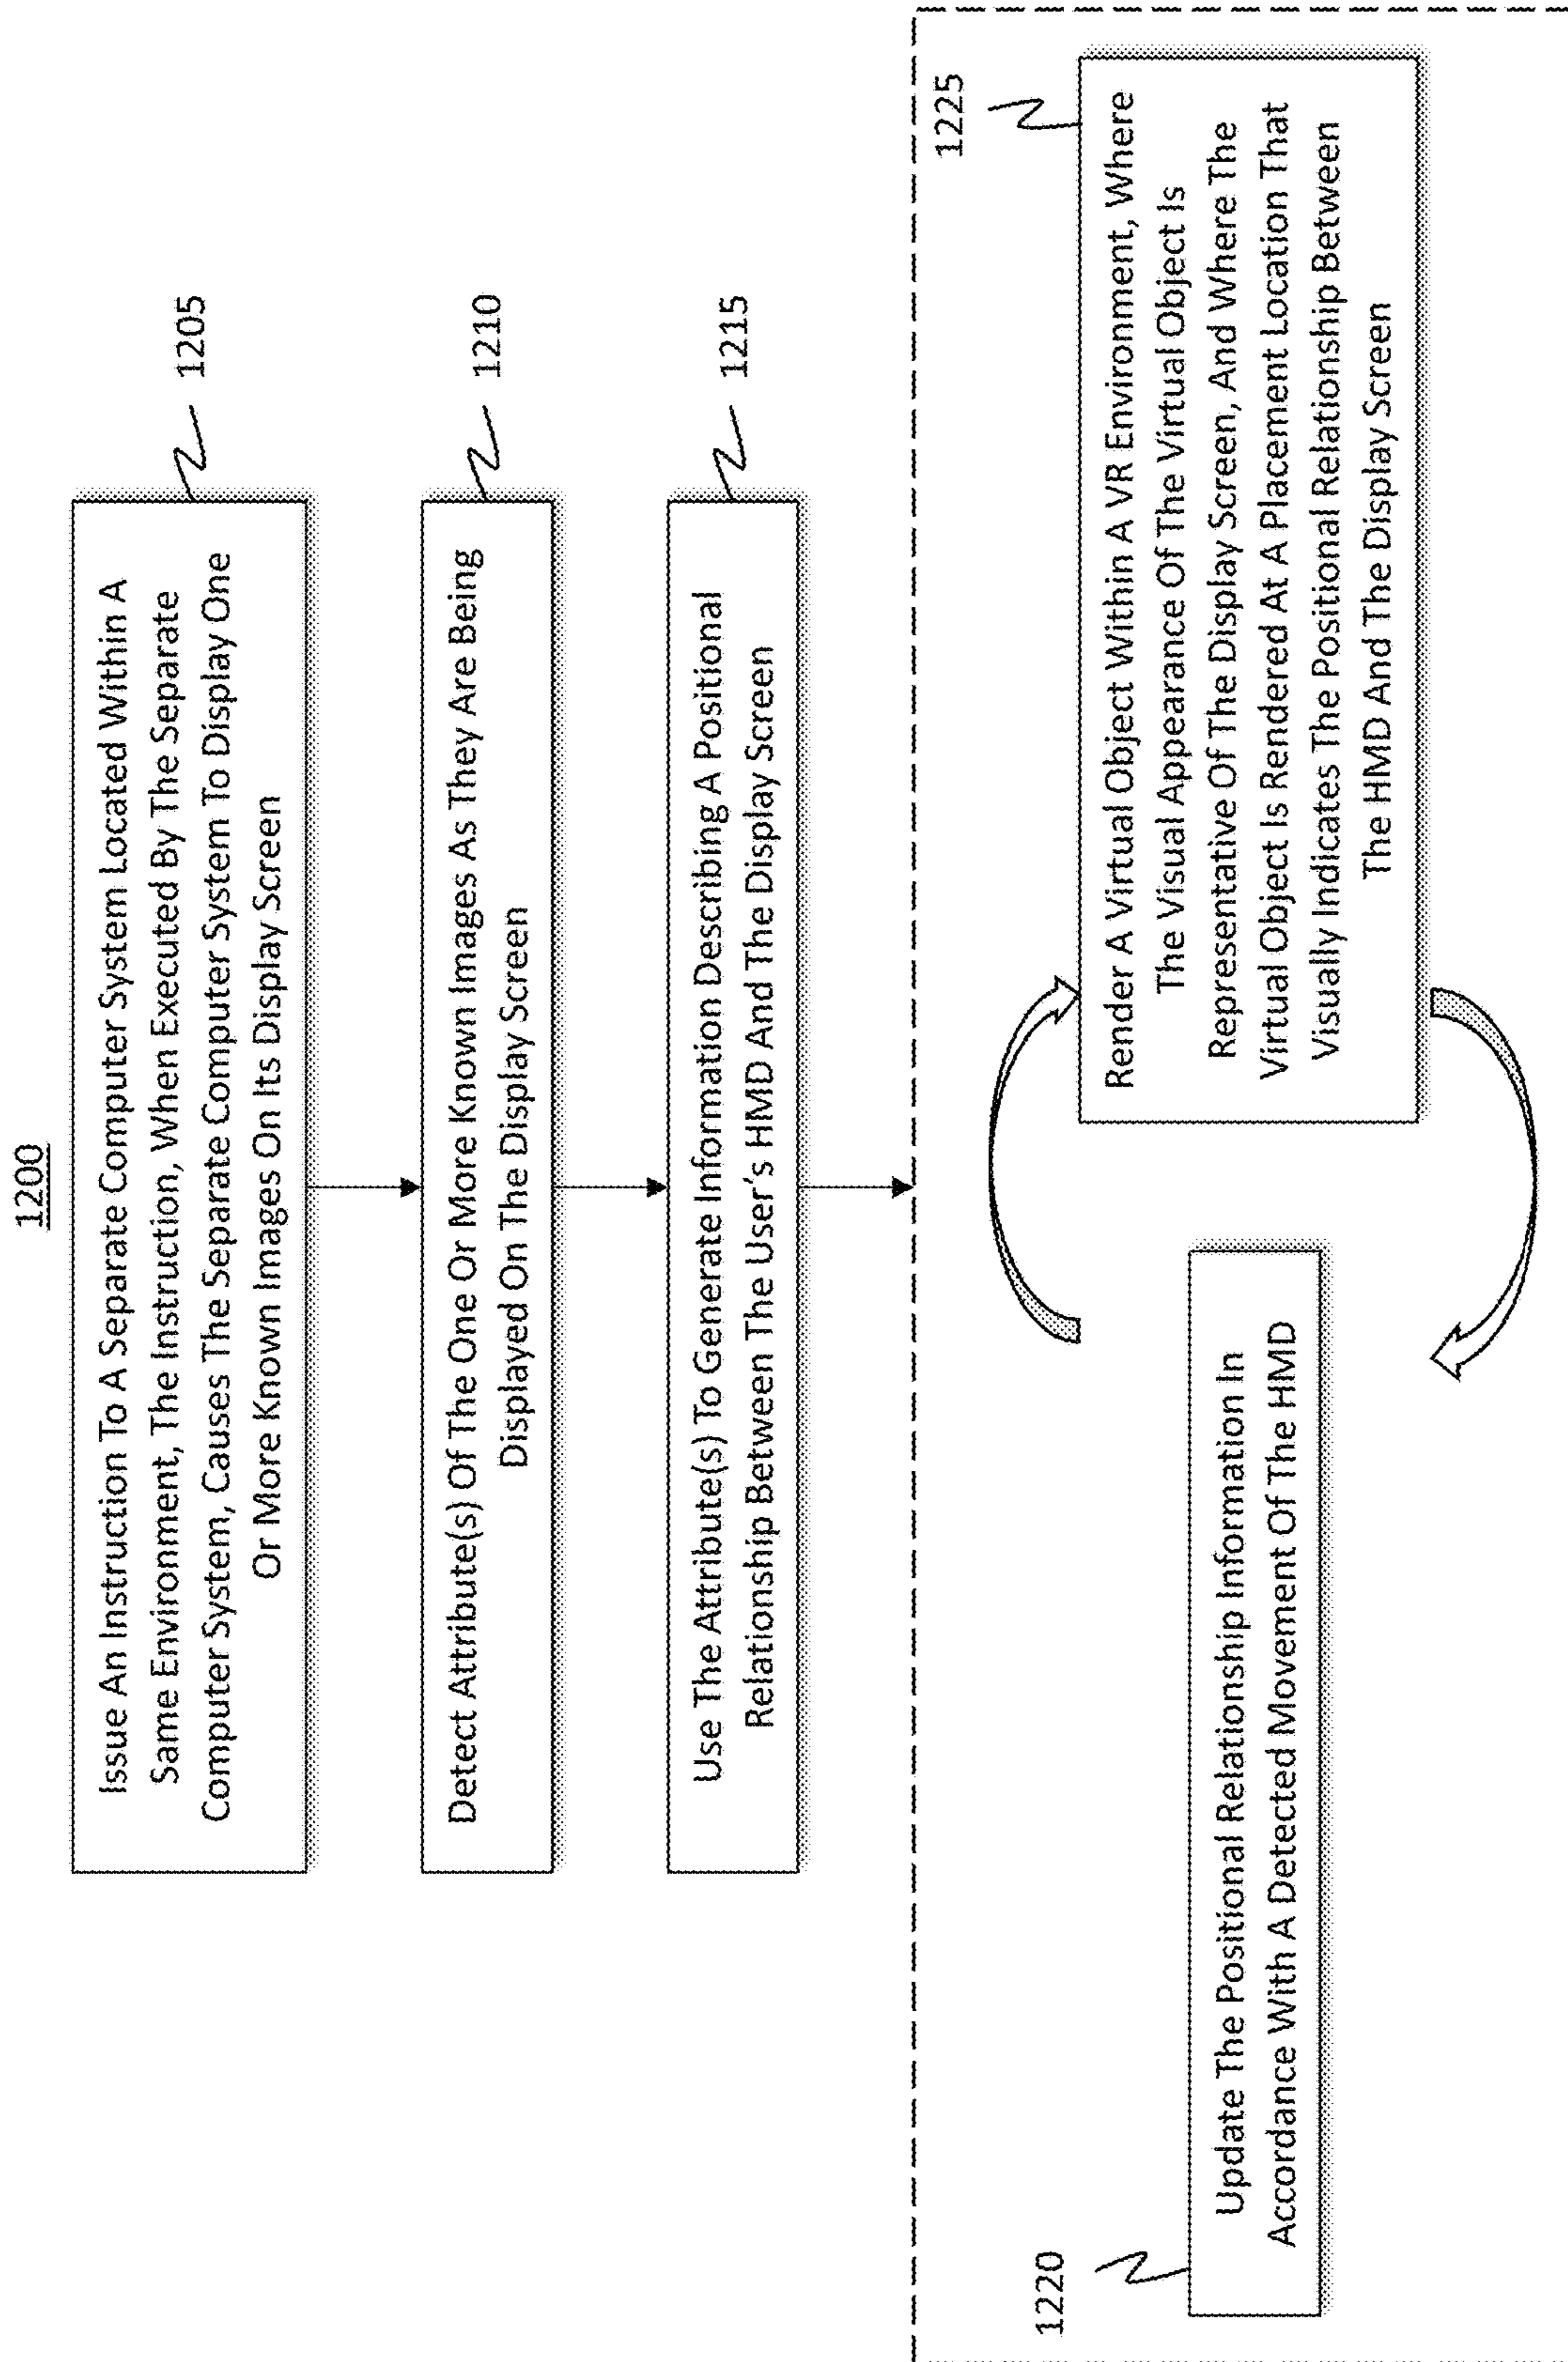 1200
Issue An Instruction To A Separate Computer System Located Within A
Same Environment, The Instruction, When Executed By The Separate
Computer System, Causes The Separate Computer System To Display One
Or More Known Images On Its Display Screen
1205
Detect Attribute(s) Of The One Or More Known Images As They Are Being
Displayed On The Display Screen
1210
Use The Attribute(s) To Generate Information Describing A Positional
Relationship Between The User's HMD And The Display Screen
1215
1220
Update The Positional Relationship Information In
Accordance With A Detected Movement Of The HMD
1225
Render A Virtual Object Within A VR Environment, Where
The Visual Appearance Of The Virtual Object Is
Representative Of The Display Screen, And Where The
Virtual Object Is Rendered At A Placement Location That
Visually Indicates The Positional Relationship Between
The HMD And The Display Screen